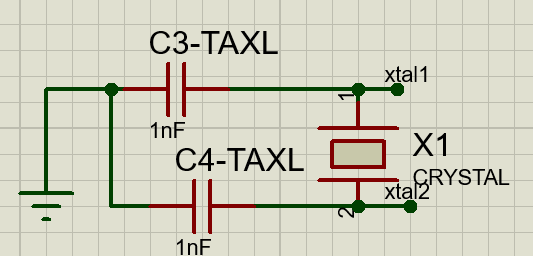 C3-TAXL
1nF
xtal1
1
C4-TAXL
1nF
X1
CRYSTAL
xtal2
2